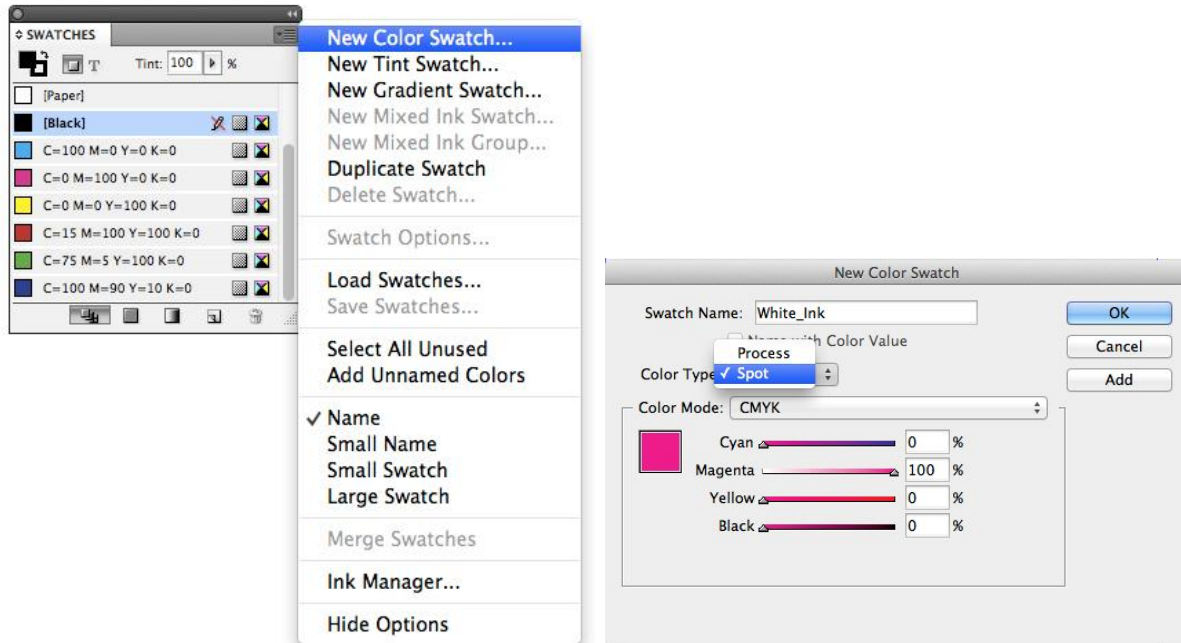 SWATCHES
T Tint: 100 %
[Paper]
[Black]
C=100 M=0 Y=0 K=0
C=0 M=100 Y=0 K=0
C=0 M=0 Y=100 K=0
C=15 M=100 Y=100 K=0
C=75 M=5 Y=100 K=0
C=100 M=90 Y=10 K=0
New Color Swatch...
New Tint Swatch...
New Gradient Swatch...
New Mixed Ink Swatch...
New Mixed Ink Group...
Duplicate Swatch
Delete Swatch...
Swatch Options...
Load Swatches...
Save Swatches...
Select All Unused
Add Unnamed Colors
✓ Name
Small Name
Small Swatch
Large Swatch
Merge Swatches
Ink Manager...
Hide Options
New Color Swatch
Swatch Name: White_Ink
OK
with Color Value
Cancel
Process
Color Type ✓ Spot
Add
Color Mode: CMYK
Cyan 0 %
Magenta 100 %
Yellow 0 %
Black 0 %